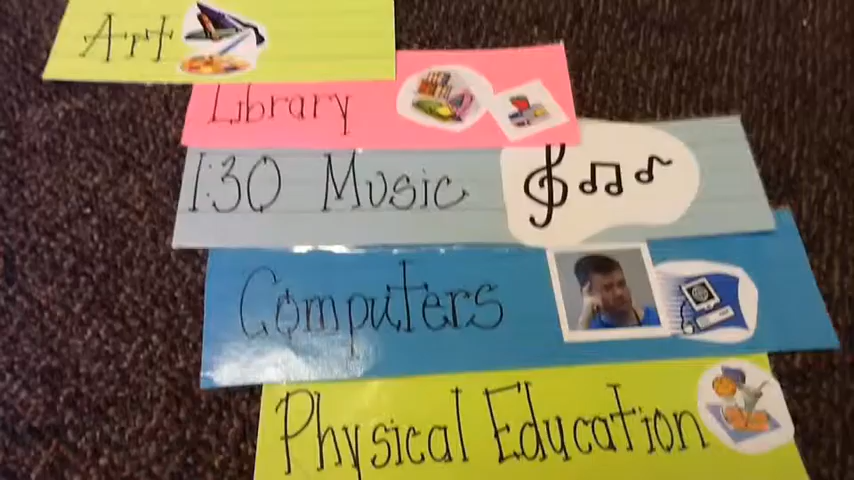 Art
Library
1:30 Music
Computers
Physical Education